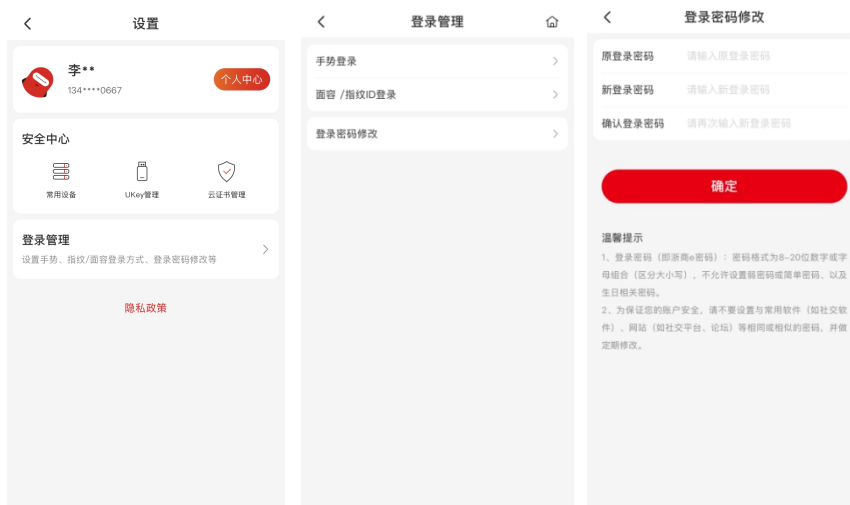 设置
李**
134****0667
个人中心
安全中心
常用设备
UKey管理
云证书管理
登录管理
设置手势、指纹/面容登录方式、登录密码修改等
隐私政策
登录管理
手势登录
面容 /指纹ID登录
登录密码修改
登录密码修改
原登录密码 请输入原登录密码
新登录密码 请输入新登录密码
确认登录密码 请再次输入新登录密码
确定
温馨提示
1、登录密码（即浙商e密码）：密码格式为8-20位数字或字
母组合（区分大小写），不允许设置弱密码或简单密码、以及
生日相关密码。
2、为保证您的账户安全，请不要设置与常用软件（如社交软
件）、网站（如社交平台、论坛）等相同或相似的密码，并做
定期修改。